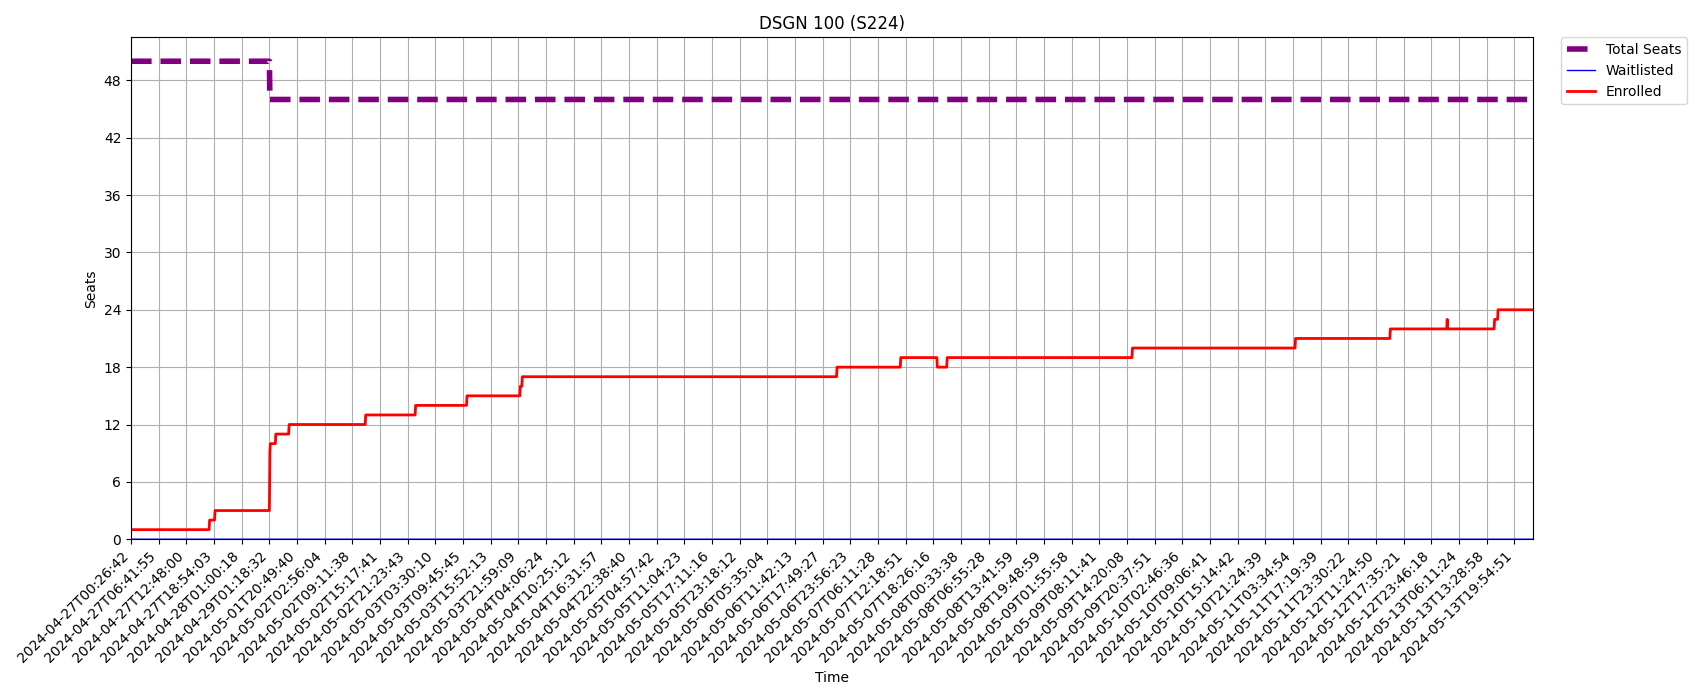 DSGN 100 (S224)
Total Seats
Waitlisted
Enrolled
Seats
48
42
36
30
24
18
12
6
0
2024-04-27T00:26:42
2024-04-27T06:41:55
2024-04-27T12:48:00
2024-04-27T18:54:03
2024-04-28T01:00:18
2024-04-29T01:18:32
2024-05-01T20:49:40
2024-05-02T02:56:04
2024-05-02T09:11:38
2024-05-02T15:17:41
2024-05-02T21:23:43
2024-05-03T03:30:10
2024-05-03T09:45:45
2024-05-03T15:52:13
2024-05-03T21:59:09
2024-05-04T04:06:24
2024-05-04T10:25:12
2024-05-04T16:31:57
2024-05-04T22:38:40
2024-05-05T04:57:42
2024-05-05T11:04:23
2024-05-05T17:11:16
2024-05-05T23:18:12
2024-05-06T05:35:04
2024-05-06T11:42:13
2024-05-06T17:49:27
2024-05-06T23:56:23
2024-05-07T06:11:28
2024-05-07T12:18:51
2024-05-07T18:26:16
2024-05-08T00:33:38
2024-05-08T06:55:28
2024-05-08T13:41:59
2024-05-08T19:48:59
2024-05-09T01:55:58
2024-05-09T08:11:41
2024-05-09T14:20:08
2024-05-09T20:37:51
2024-05-10T02:46:36
2024-05-10T09:06:41
2024-05-10T15:14:42
2024-05-10T21:24:39
2024-05-11T03:34:54
2024-05-11T17:19:39
2024-05-11T23:30:22
2024-05-12T11:24:50
2024-05-12T17:35:21
2024-05-12T23:46:18
2024-05-13T06:11:24
2024-05-13T13:28:58
2024-05-13T19:54:51
Time